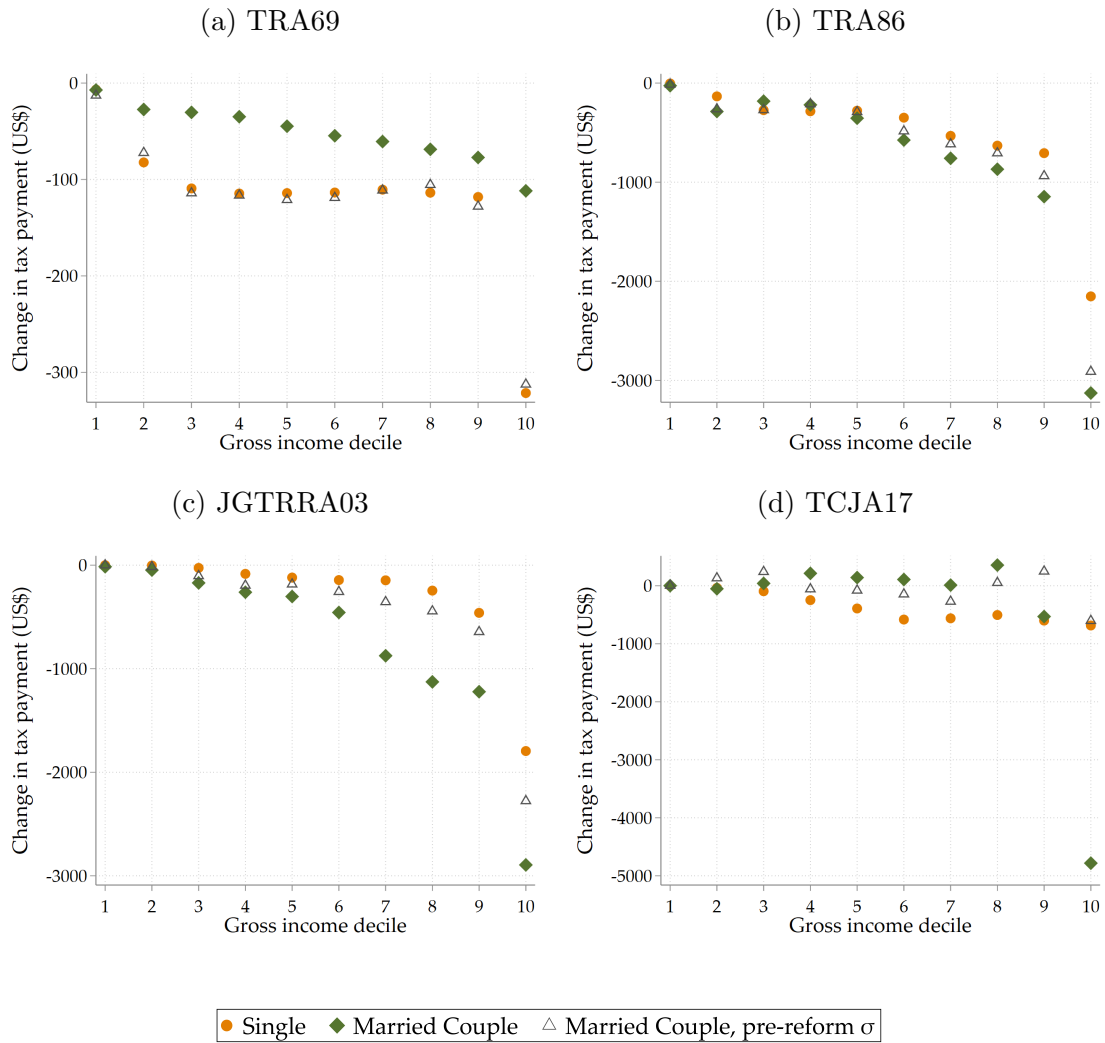 (a) TRA69
Change in tax payment (US$)
0
-100
-200
-300
1 2 3 4 5 6 7 8 9 10
Gross income decile
(b) TRA86
Change in tax payment (US$)
0
-1000
-2000
-3000
1 2 3 4 5 6 7 8 9 10
Gross income decile
(c) JGTRRA03
Change in tax payment (US$)
0
-1000
-2000
-3000
1 2 3 4 5 6 7 8 9 10
Gross income decile
(d) TCJA17
Change in tax payment (US$)
0
-1000
-2000
-3000
-4000
-5000
1 2 3 4 5 6 7 8 9 10
Gross income decile
Single Married Couple Married Couple, pre-reform σ